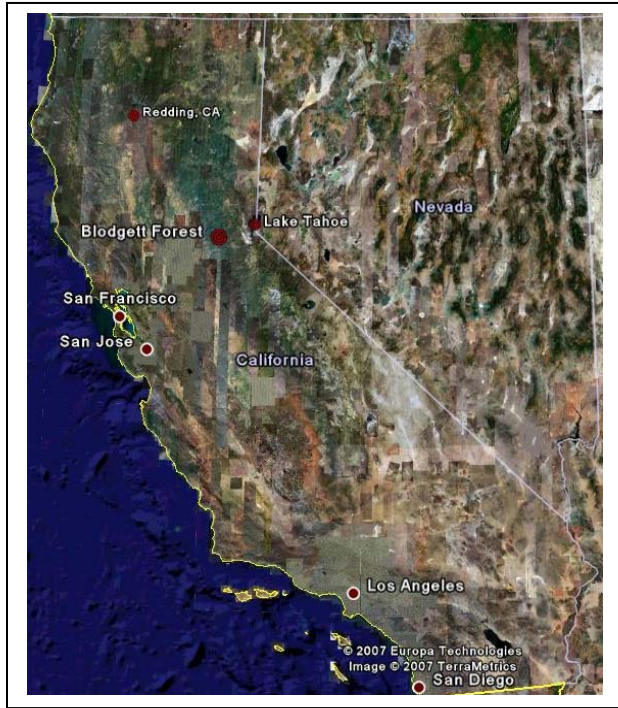 Redding, CA
Lake Tahoe
Nevada
Blodgett Forest
San Francisco
San Jose
California
Los Angeles
© 2007 Europa Technologies
Image © 2007 TerraMetrics
San Diego